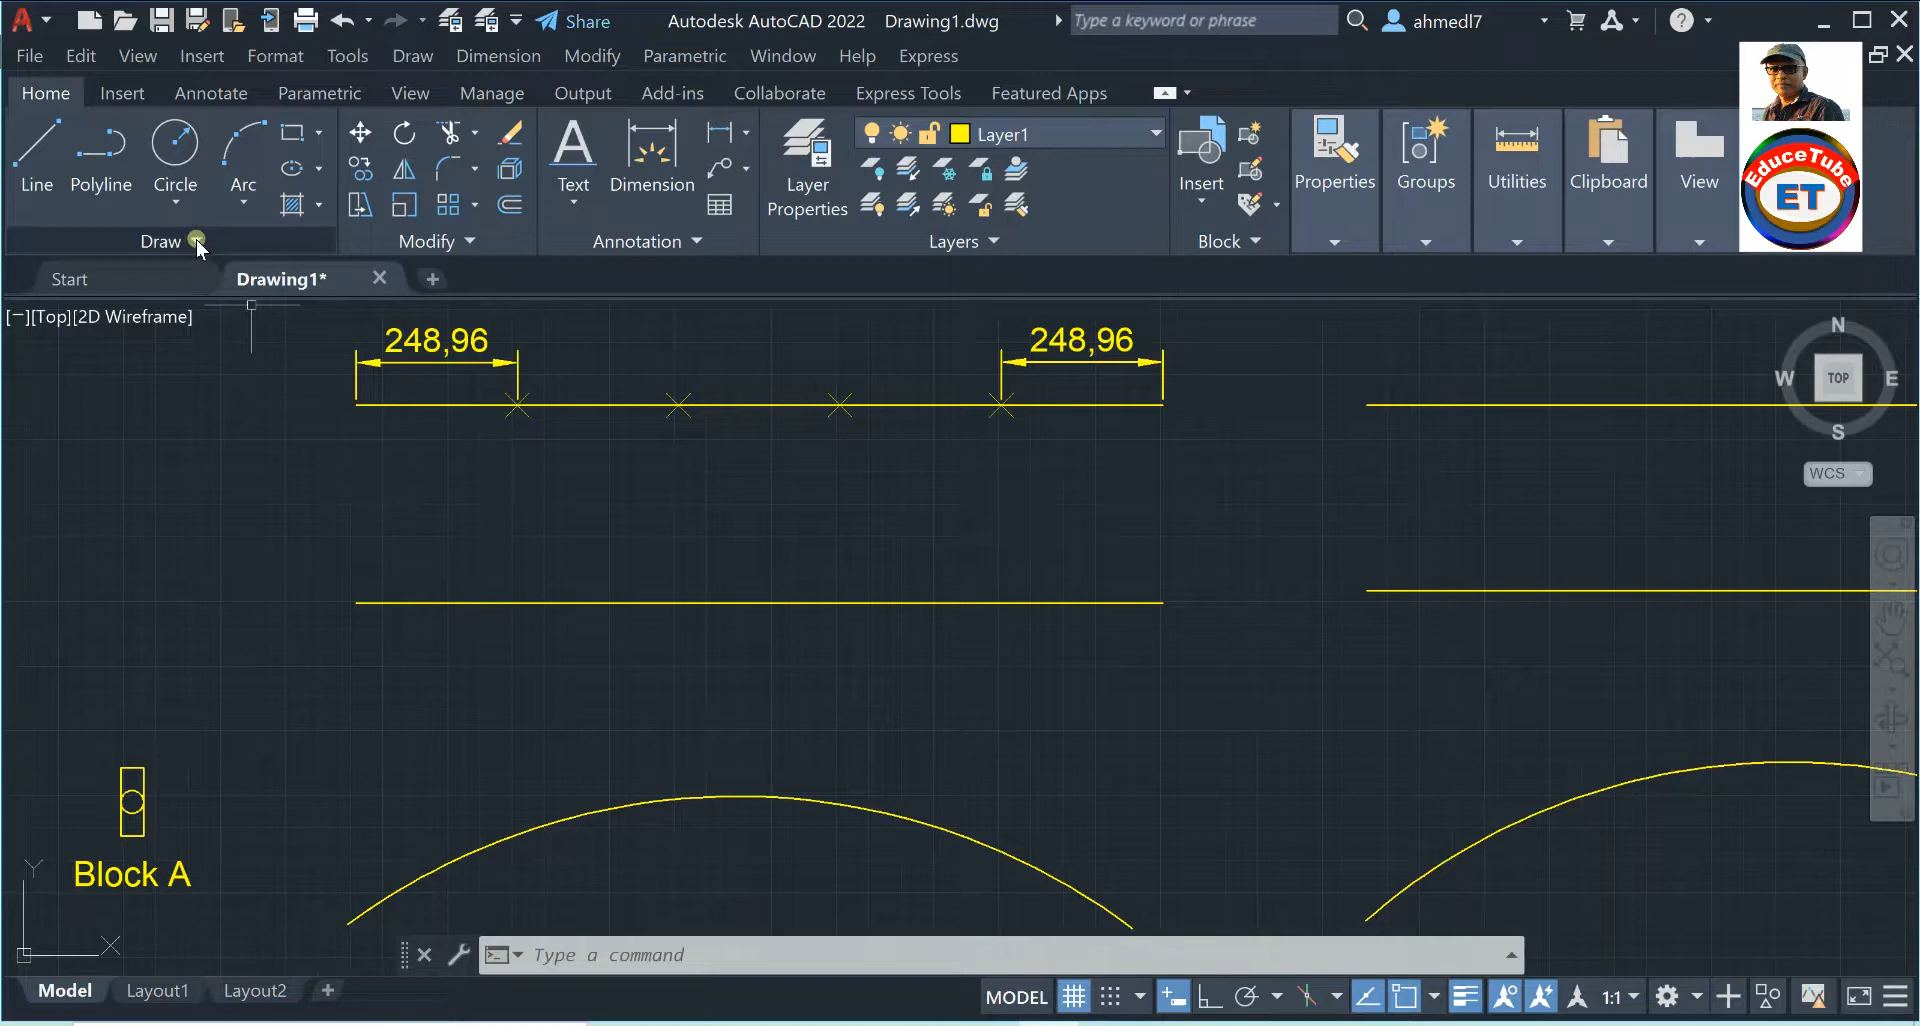 Share
Autodesk AutoCAD 2022 Drawing1.dwg
Type a keyword or phrase
ahmedl7
File Edit View Insert Format Tools Draw Dimension Modify Parametric Window Help Express
Home Insert Annotate Parametric View Manage Output Add-ins Collaborate Express Tools Featured Apps
Line Polyline Circle Arc Text Dimension Layer Properties Layer1 Insert Properties Groups Utilities Clipboard View
EduceTube
ET
Draw Modify Annotation Layers Block
Start Drawing1*
[−][Top][2D Wireframe]
248,96
248,96
N
W TOP E
S
WCS
Block A
Y
X
Type a command
Model Layout1 Layout2
MODEL 1:1